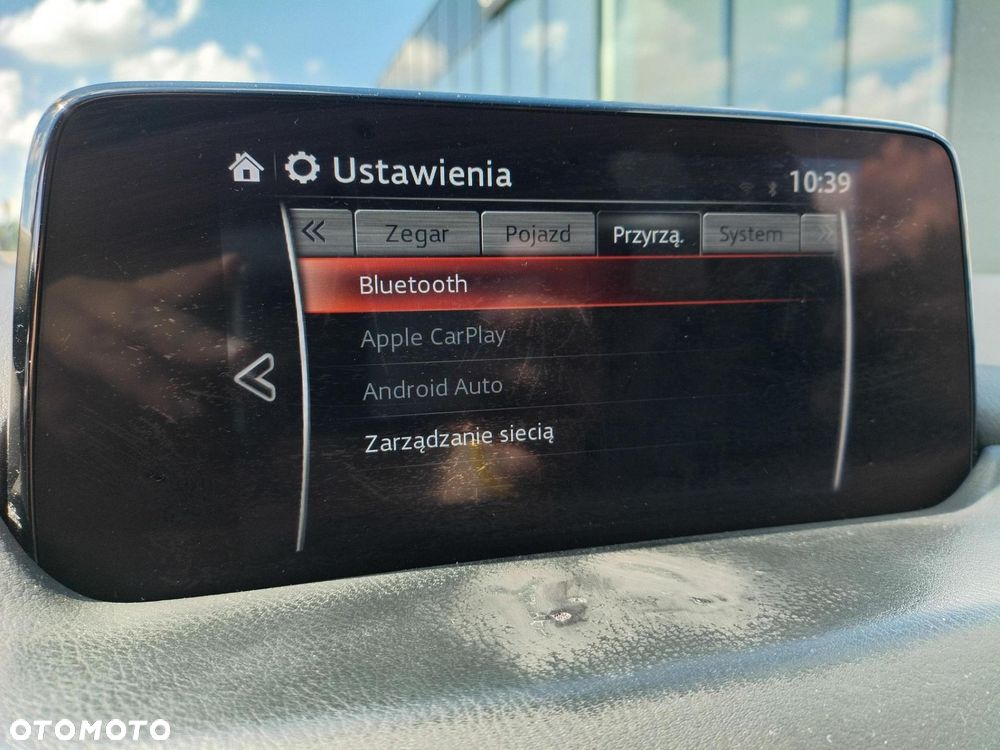 Ustawienia
10:39
Zegar
Pojazd
Przyrzą.
System
Bluetooth
Apple CarPlay
Android Auto
Zarządzanie siecią
OTOMOTO